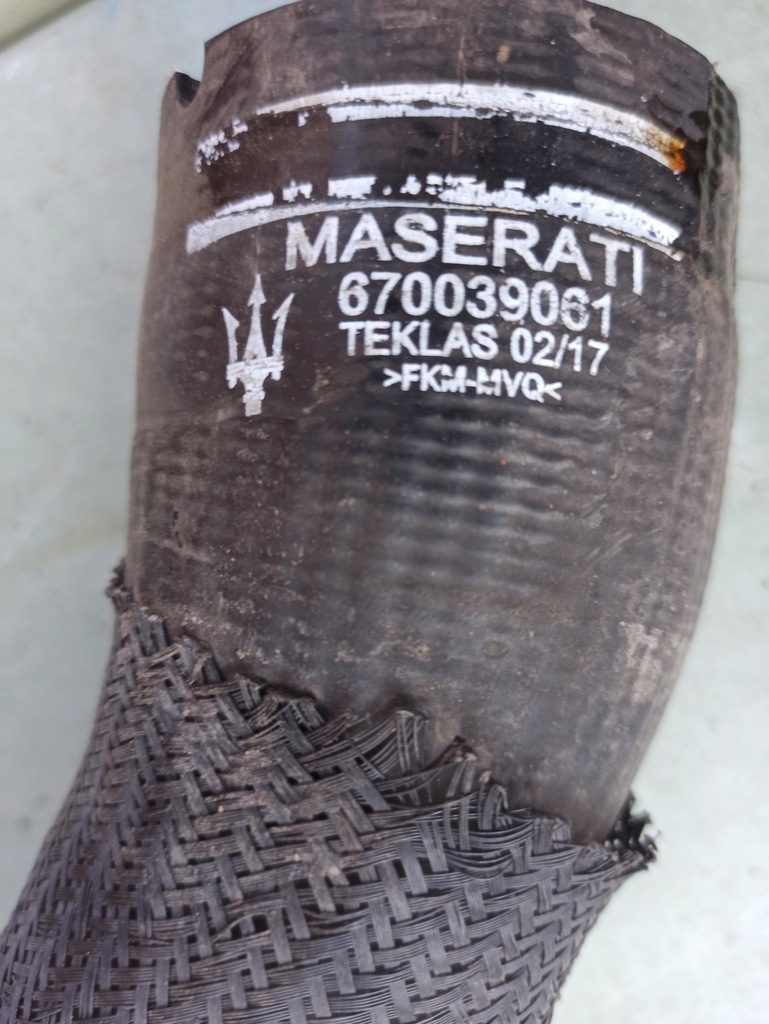 MASERATI
670039061
TEKLAS 02/17
>FKM-MVQ<